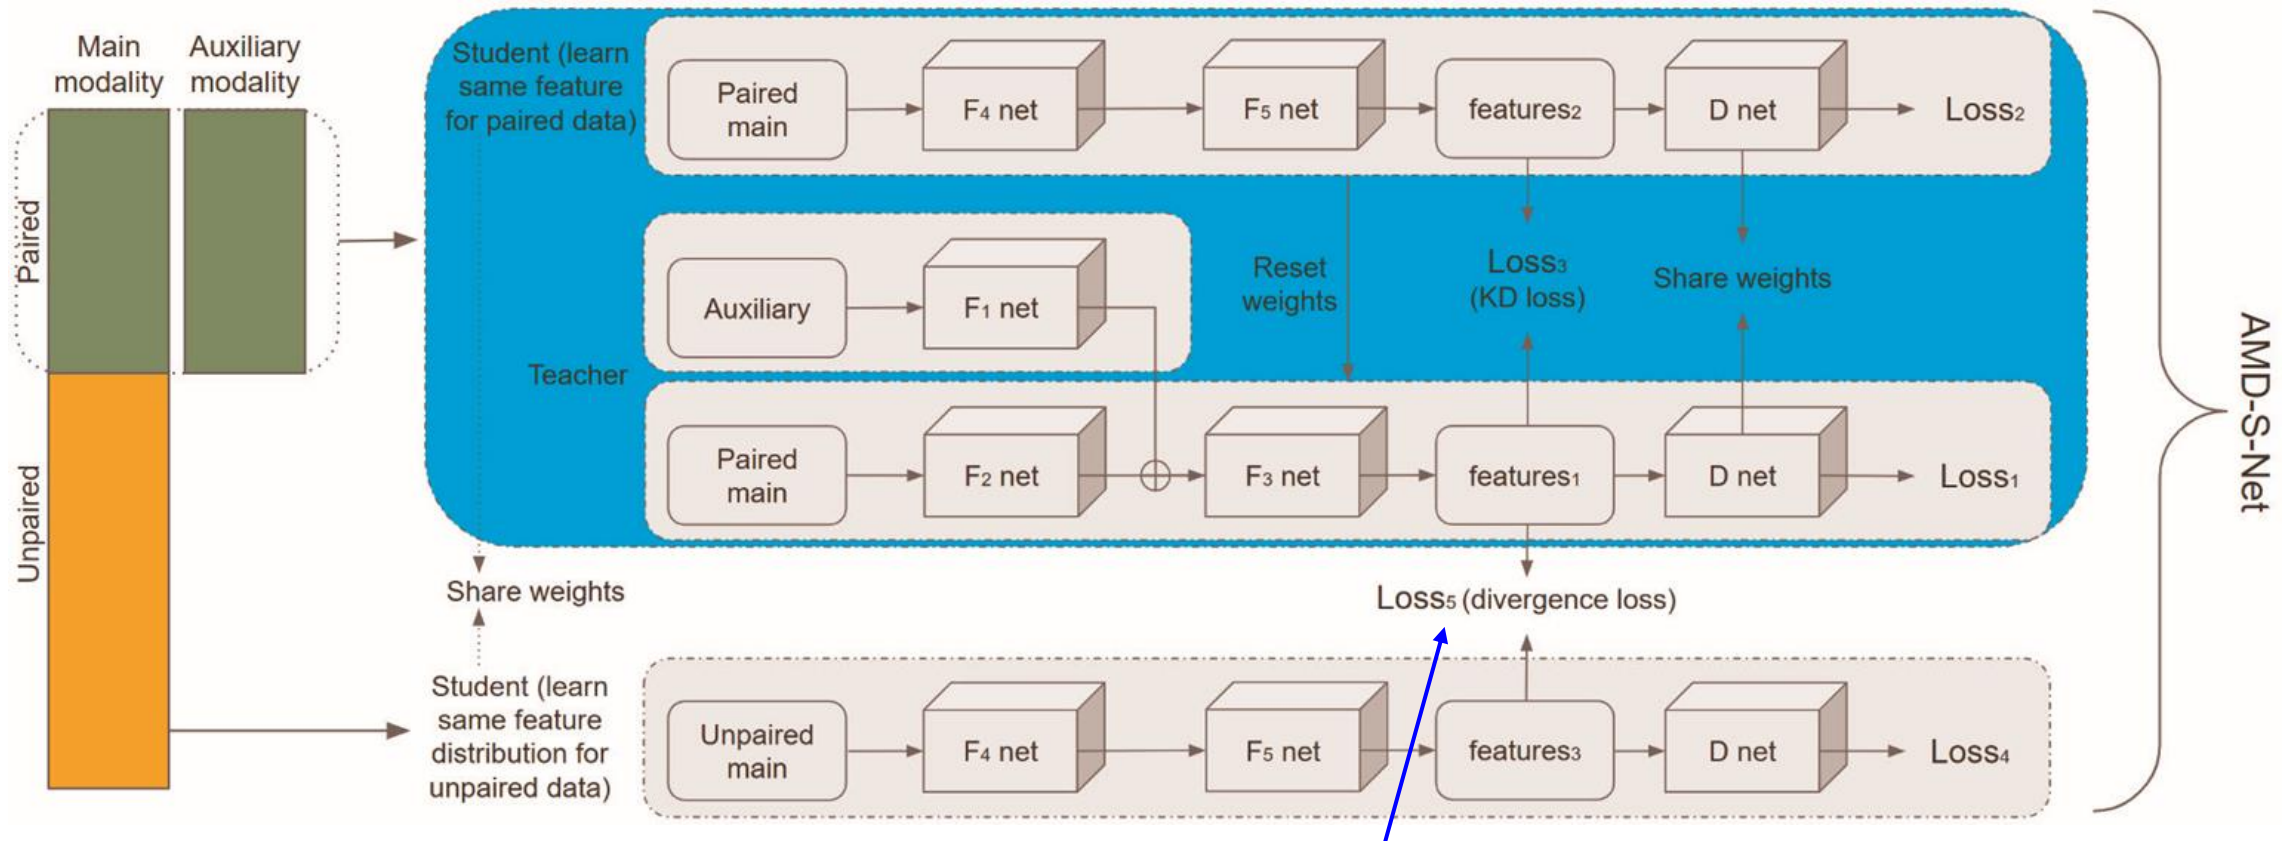 Main
modality
Auxiliary
modality
Paired
Unpaired
Student (learn
same feature
for paired data)
Paired
main
F4 net
F5 net
features2
D net
Loss2
Auxiliary
F1 net
Reset
weights
Loss3
(KD loss)
Share weights
Teacher
Paired
main
F2 net
F3 net
features1
D net
Loss1
Share weights
Loss5 (divergence loss)
Student (learn
same feature
distribution for
unpaired data)
Unpaired
main
F4 net
F5 net
features3
D net
Loss4
AMD-S-Net